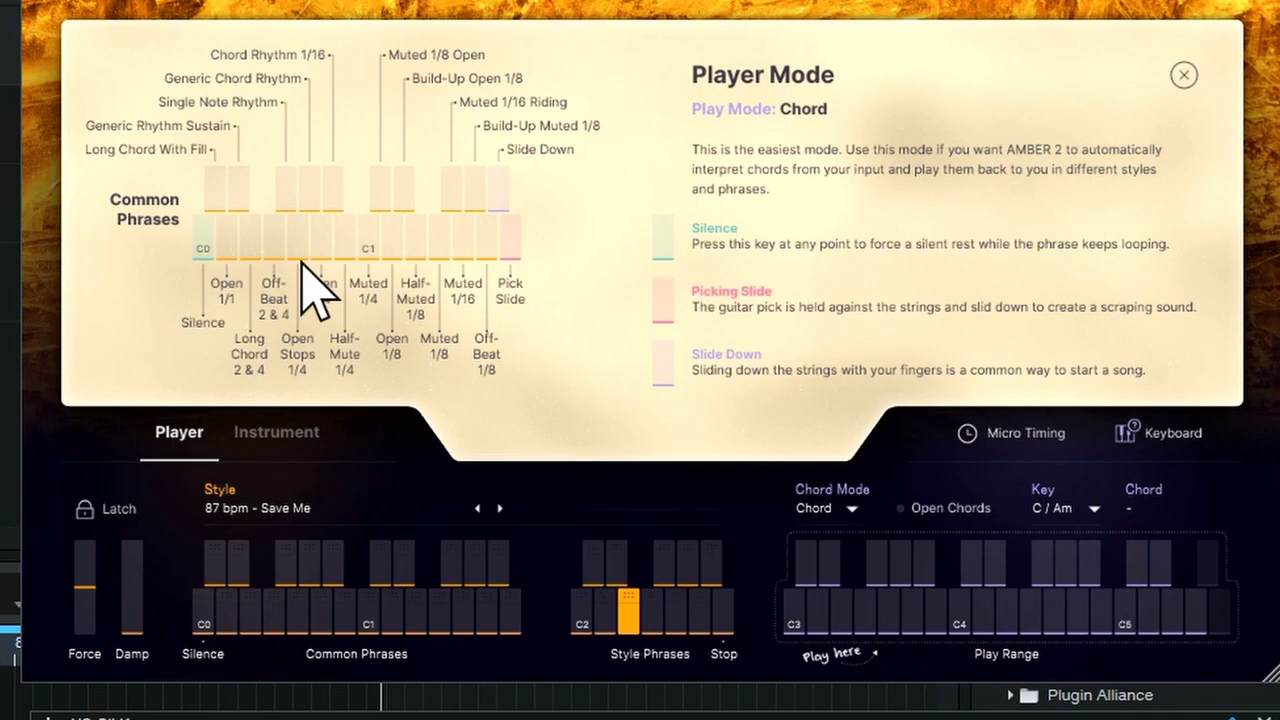 Chord Rhythm 1/16
Muted 1/8 Open
Generic Chord Rhythm
Build-Up Open 1/8
Single Note Rhythm
Muted 1/16 Riding
Generic Rhythm Sustain
Build-Up Muted 1/8
Long Chord With Fill
Slide Down
Common
Phrases
C0
C1
Open
1/1
Off-
Beat
2 & 4
Muted
1/4
Half-
Muted
1/8
Muted
1/16
Pick
Slide
Silence
Long
Chord
2 & 4
Open
Stops
1/4
Half-
Mute
1/4
Open
1/8
Muted
1/8
Off-
Beat
1/8
Player Mode
Play Mode: Chord
This is the easiest mode. Use this mode if you want AMBER 2 to automatically
interpret chords from your input and play them back to you in different styles
and phrases.
Silence
Press this key at any point to force a silent rest while the phrase keeps looping.
Picking Slide
The guitar pick is held against the strings and slid down to create a scraping sound.
Slide Down
Sliding down the strings with your fingers is a common way to start a song.
Player
Instrument
Micro Timing
Keyboard
Latch
Style
87 bpm - Save Me
Chord Mode
Chord
Open Chords
Key
C / Am
Chord
-
C0
C1
C2
C3
C4
C5
Force
Damp
Silence
Common Phrases
Style Phrases
Stop
Play here
Play Range
Plugin Alliance